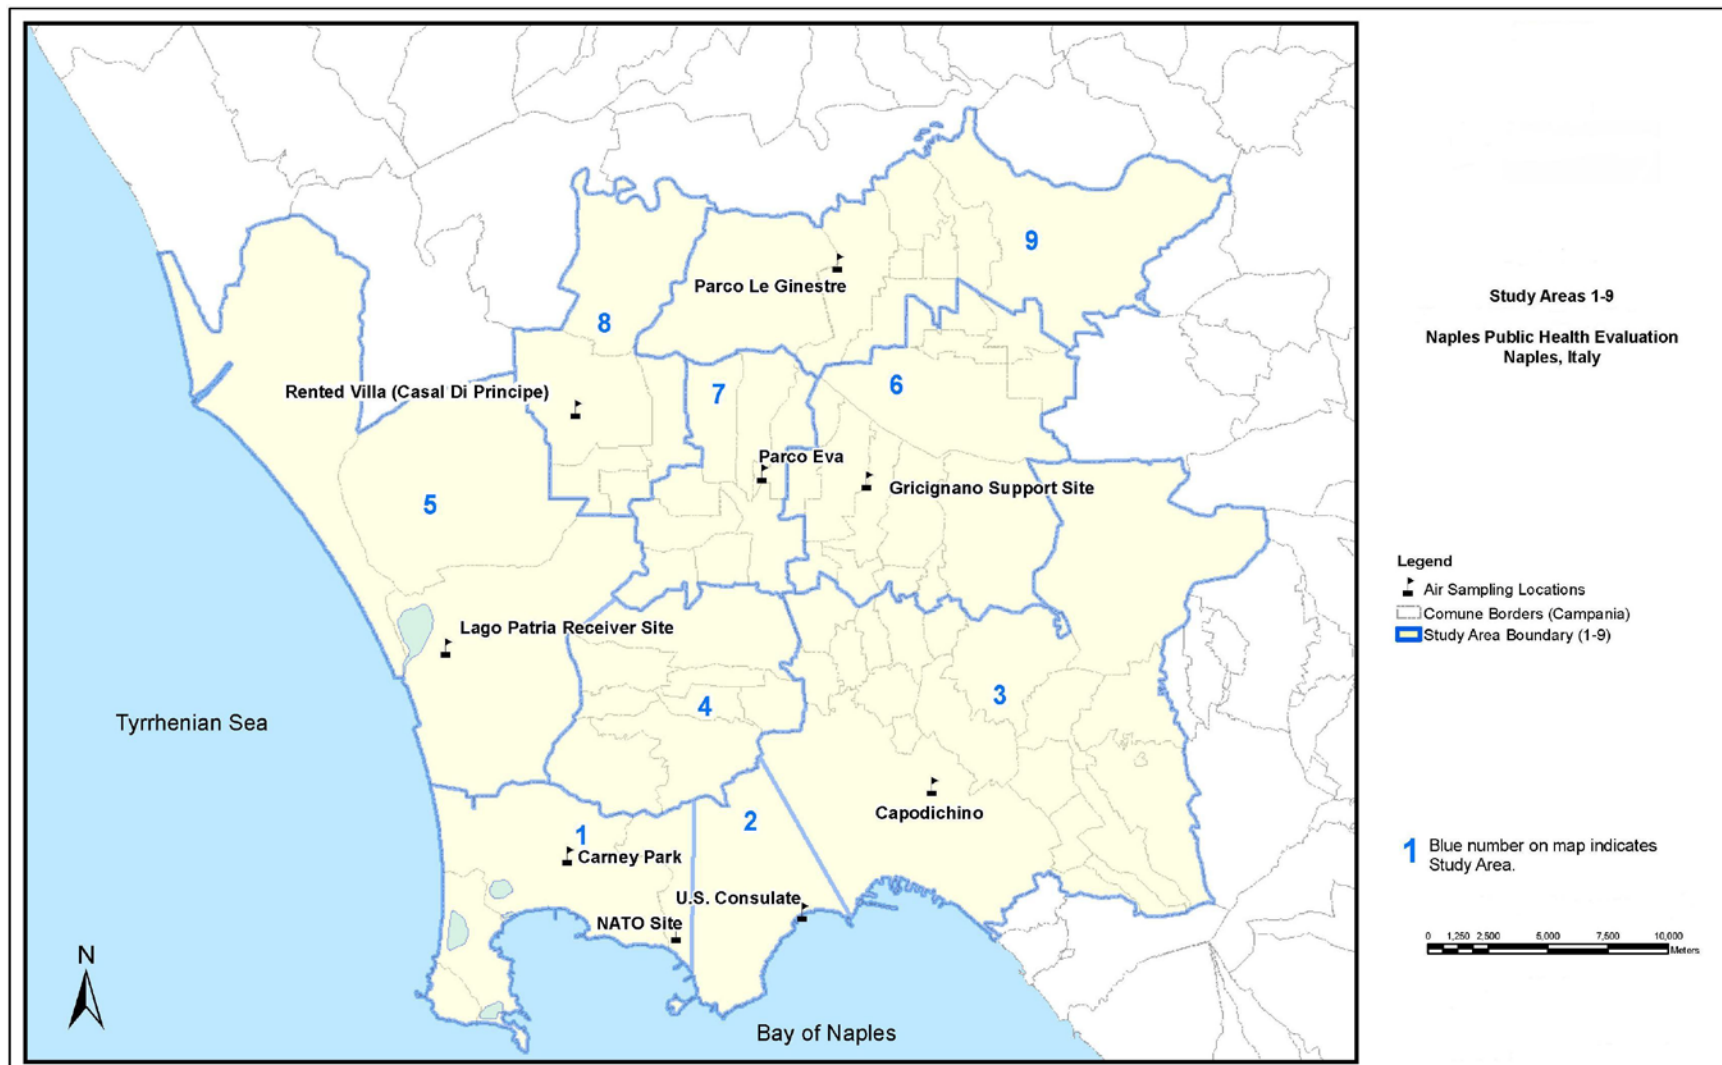 9
Parco Le Ginestre
8
Rented Villa (Casal Di Principe)
7
6
Parco Eva
Gricignano Support Site
5
Lago Patria Receiver Site
4
3
Tyrrhenian Sea
Capodichino
1
2
Carney Park
U.S. Consulate
NATO Site
N
Bay of Naples
Study Areas 1-9
Naples Public Health Evaluation
Naples, Italy
Legend
Air Sampling Locations
Comune Borders (Campania)
Study Area Boundary (1-9)
1 Blue number on map indicates
Study Area.
0 1,250 2,500 5,000 7,500 10,000
Meters